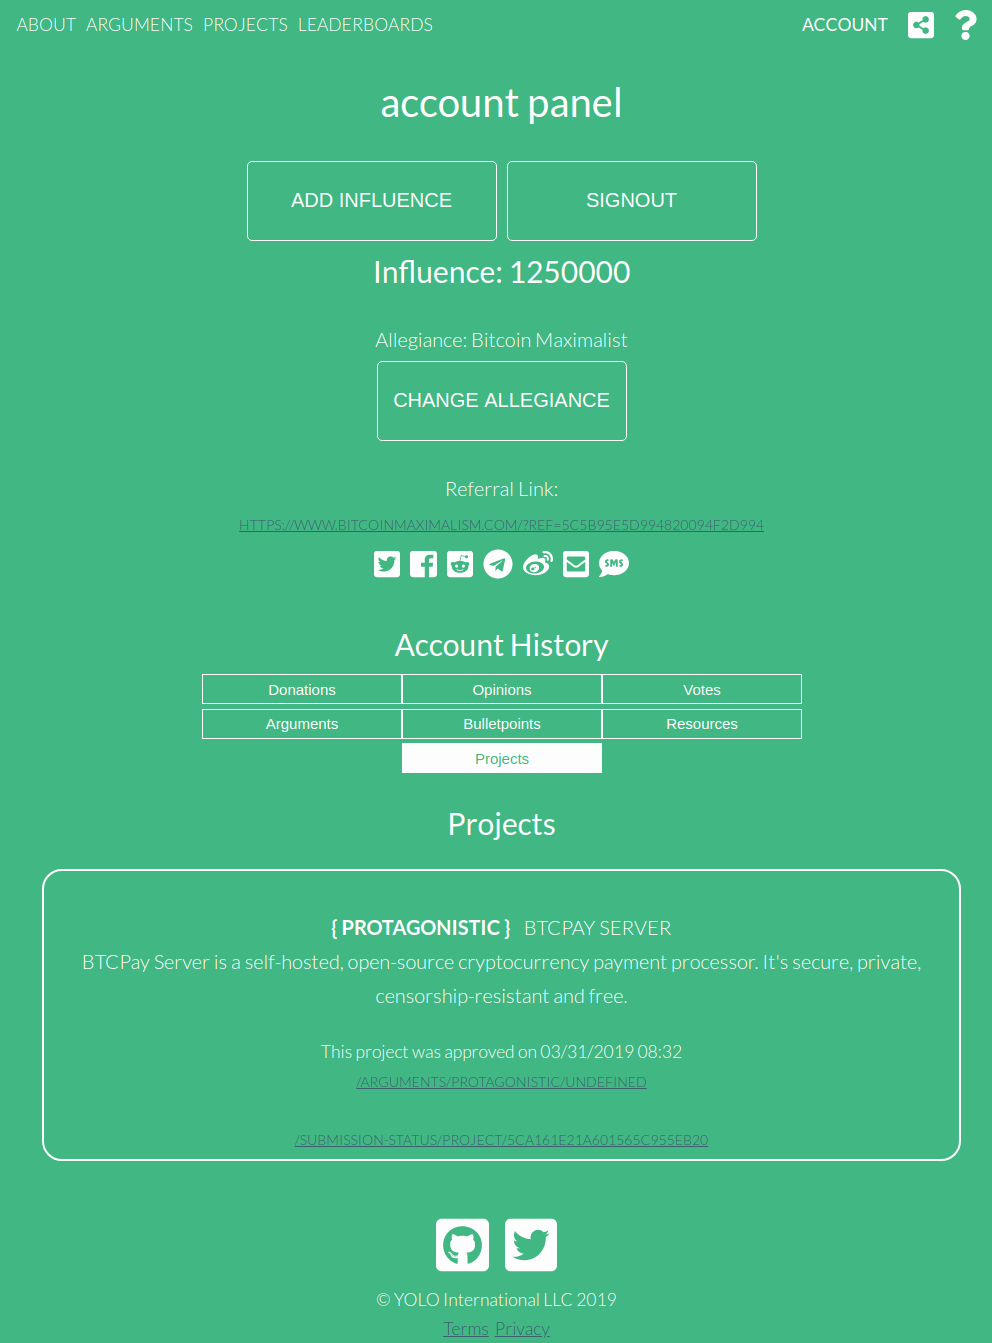 ABOUT ARGUMENTS PROJECTS LEADERBOARDS ACCOUNT ?
account panel
ADD INFLUENCE SIGNOUT
Influence: 1250000
Allegiance: Bitcoin Maximalist
CHANGE ALLEGIANCE
Referral Link:
HTTPS://WWW.BITCOINMAXIMALISM.COM/?REF=5C5B95E5D994820094F2D994
SMS
Account History
Donations Opinions Votes
Arguments Bulletpoints Resources
Projects
Projects
{ PROTAGONISTIC } BTCPAY SERVER
BTCPay Server is a self-hosted, open-source cryptocurrency payment processor. It's secure, private,
censorship-resistant and free.
This project was approved on 03/31/2019 08:32
/ARGUMENTS/PROTAGONISTIC/UNDEFINED
/SUBMISSION-STATUS/PROJECT/5CA161E21A601565C955EB20
© YOLO International LLC 2019
Terms Privacy